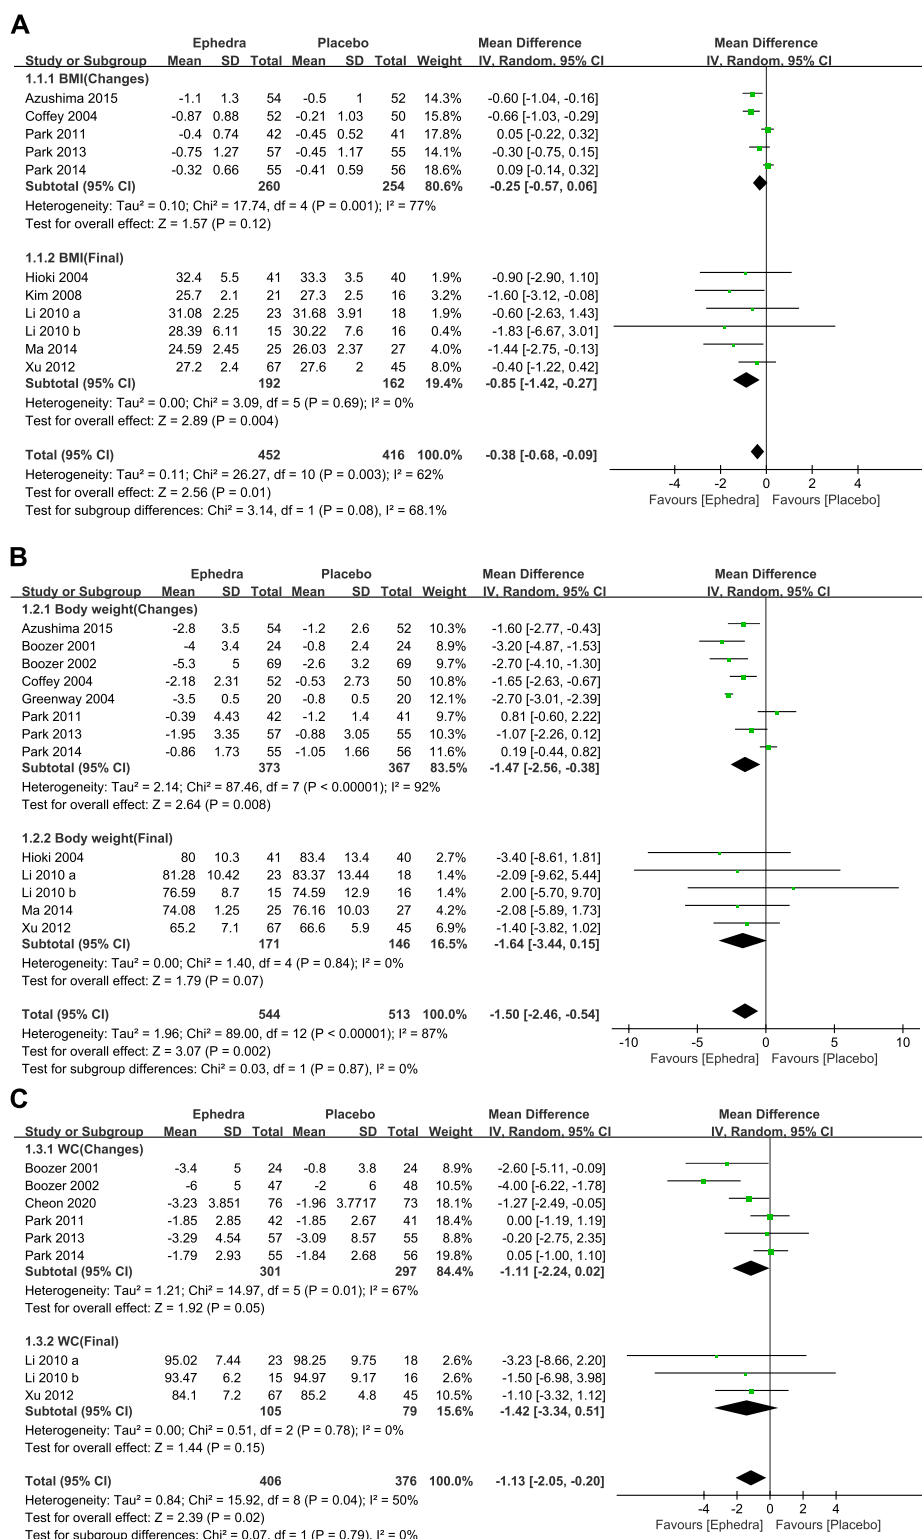 A
Ephedra Placebo Mean Difference Mean Difference
Study or Subgroup Mean SD Total Mean SD Total Weight IV, Random, 95% CI IV, Random, 95% CI
1.1.1 BMI(Changes)
Azushima 2015 -1.1 1.3 54 -0.5 1 52 14.3% -0.60 [-1.04, -0.16]
Coffey 2004 -0.87 0.88 52 -0.21 1.03 50 15.8% -0.66 [-1.03, -0.29]
Park 2011 -0.4 0.74 42 -0.45 0.52 41 17.8% 0.05 [-0.22, 0.32]
Park 2013 -0.75 1.27 57 -0.45 1.17 55 14.1% -0.30 [-0.75, 0.15]
Park 2014 -0.32 0.66 55 -0.41 0.59 56 18.6% 0.09 [-0.14, 0.32]
Subtotal (95% CI) 260 254 80.6% -0.25 [-0.57, 0.06]
Heterogeneity: Tau² = 0.10; Chi² = 17.74, df = 4 (P = 0.001); I² = 77%
Test for overall effect: Z = 1.57 (P = 0.12)
1.1.2 BMI(Final)
Hioki 2004 32.4 5.5 41 33.3 3.5 40 1.9% -0.90 [-2.90, 1.10]
Kim 2008 25.7 2.1 21 27.3 2.5 16 3.2% -1.60 [-3.12, -0.08]
Li 2010 a 31.08 2.25 23 31.68 3.91 18 1.9% -0.60 [-2.63, 1.43]
Li 2010 b 28.39 6.11 15 30.22 7.6 16 0.4% -1.83 [-6.67, 3.01]
Ma 2014 24.59 2.45 25 26.03 2.37 27 4.0% -1.44 [-2.75, -0.13]
Xu 2012 27.2 2.4 67 27.6 2 45 8.0% -0.40 [-1.22, 0.42]
Subtotal (95% CI) 192 162 19.4% -0.85 [-1.42, -0.27]
Heterogeneity: Tau² = 0.00; Chi² = 3.09, df = 5 (P = 0.69); I² = 0%
Test for overall effect: Z = 2.89 (P = 0.004)
Total (95% CI) 452 416 100.0% -0.38 [-0.68, -0.09]
Heterogeneity: Tau² = 0.11; Chi² = 26.27, df = 10 (P = 0.003); I² = 62%
Test for overall effect: Z = 2.56 (P = 0.01)
Test for subgroup differences: Chi² = 3.14, df = 1 (P = 0.08), I² = 68.1%
-4 -2 0 2 4
Favours [Ephedra] Favours [Placebo]
B
Ephedra Placebo Mean Difference Mean Difference
Study or Subgroup Mean SD Total Mean SD Total Weight IV, Random, 95% CI IV, Random, 95% CI
1.2.1 Body weight(Changes)
Azushima 2015 -2.8 3.5 54 -1.2 2.6 52 10.3% -1.60 [-2.77, -0.43]
Boozer 2001 -4 3.4 24 -0.8 2.4 24 8.9% -3.20 [-4.87, -1.53]
Boozer 2002 -5.3 5 69 -2.6 3.2 69 9.7% -2.70 [-4.10, -1.30]
Coffey 2004 -2.18 2.31 52 -0.53 2.73 50 10.8% -1.65 [-2.63, -0.67]
Greenway 2004 -3.5 0.5 20 -0.8 0.5 20 12.1% -2.70 [-3.01, -2.39]
Park 2011 -0.39 4.43 42 -1.2 1.4 41 9.7% 0.81 [-0.60, 2.22]
Park 2013 -1.95 3.35 57 -0.88 3.05 55 10.3% -1.07 [-2.26, 0.12]
Park 2014 -0.86 1.73 55 -1.05 1.66 56 11.6% 0.19 [-0.44, 0.82]
Subtotal (95% CI) 373 367 83.5% -1.47 [-2.56, -0.38]
Heterogeneity: Tau² = 2.14; Chi² = 87.46, df = 7 (P < 0.00001); I² = 92%
Test for overall effect: Z = 2.64 (P = 0.008)
1.2.2 Body weight(Final)
Hioki 2004 80 10.3 41 83.4 13.4 40 2.7% -3.40 [-8.61, 1.81]
Li 2010 a 81.28 10.42 23 83.37 13.44 18 1.4% -2.09 [-9.62, 5.44]
Li 2010 b 76.59 8.7 15 74.59 12.9 16 1.4% 2.00 [-5.70, 9.70]
Ma 2014 74.08 1.25 25 76.16 10.03 27 4.2% -2.08 [-5.89, 1.73]
Xu 2012 65.2 7.1 67 66.6 5.9 45 6.9% -1.40 [-3.82, 1.02]
Subtotal (95% CI) 171 146 16.5% -1.64 [-3.44, 0.15]
Heterogeneity: Tau² = 0.00; Chi² = 1.40, df = 4 (P = 0.84); I² = 0%
Test for overall effect: Z = 1.79 (P = 0.07)
Total (95% CI) 544 513 100.0% -1.50 [-2.46, -0.54]
Heterogeneity: Tau² = 1.96; Chi² = 89.00, df = 12 (P < 0.00001); I² = 87%
Test for overall effect: Z = 3.07 (P = 0.002)
Test for subgroup differences: Chi² = 0.03, df = 1 (P = 0.87), I² = 0%
-10 -5 0 5 10
Favours [Ephedra] Favours [Placebo]
C
Ephedra Placebo Mean Difference Mean Difference
Study or Subgroup Mean SD Total Mean SD Total Weight IV, Random, 95% CI IV, Random, 95% CI
1.3.1 WC(Changes)
Boozer 2001 -3.4 5 24 -0.8 3.8 24 8.9% -2.60 [-5.11, -0.09]
Boozer 2002 -6 5 47 -2 6 48 10.5% -4.00 [-6.22, -1.78]
Cheon 2020 -3.23 3.851 76 -1.96 3.7717 73 18.1% -1.27 [-2.49, -0.05]
Park 2011 -1.85 2.85 42 -1.85 2.67 41 18.4% 0.00 [-1.19, 1.19]
Park 2013 -3.29 4.54 57 -3.09 8.57 55 8.8% -0.20 [-2.75, 2.35]
Park 2014 -1.79 2.93 55 -1.84 2.68 56 19.8% 0.05 [-1.00, 1.10]
Subtotal (95% CI) 301 297 84.4% -1.11 [-2.24, 0.02]
Heterogeneity: Tau² = 1.21; Chi² = 14.97, df = 5 (P = 0.01); I² = 67%
Test for overall effect: Z = 1.92 (P = 0.05)
1.3.2 WC(Final)
Li 2010 a 95.02 7.44 23 98.25 9.75 18 2.6% -3.23 [-8.66, 2.20]
Li 2010 b 93.47 6.2 15 94.97 9.17 16 2.6% -1.50 [-6.98, 3.98]
Xu 2012 84.1 7.2 67 85.2 4.8 45 10.5% -1.10 [-3.32, 1.12]
Subtotal (95% CI) 105 79 15.6% -1.42 [-3.34, 0.51]
Heterogeneity: Tau² = 0.00; Chi² = 0.51, df = 2 (P = 0.78); I² = 0%
Test for overall effect: Z = 1.44 (P = 0.15)
Total (95% CI) 406 376 100.0% -1.13 [-2.05, -0.20]
Heterogeneity: Tau² = 0.84; Chi² = 15.92, df = 8 (P = 0.04); I² = 50%
Test for overall effect: Z = 2.39 (P = 0.02)
Test for subgroup differences: Chi² = 0.07, df = 1 (P = 0.79), I² = 0%
-4 -2 0 2 4
Favours [Ephedra] Favours [Placebo]